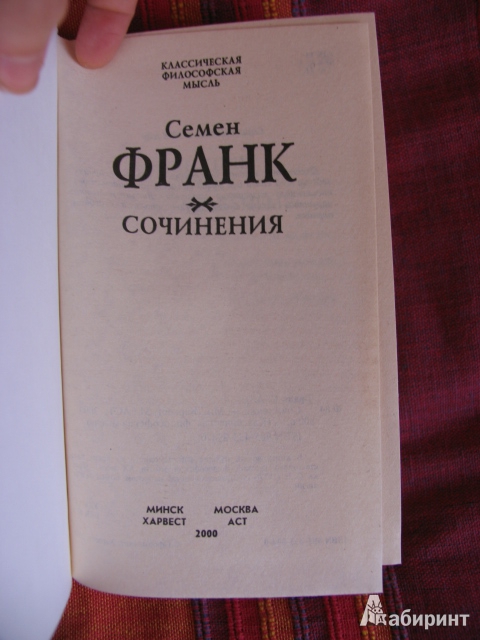 КЛАССИЧЕСКАЯ
ФИЛОСОФСКАЯ
МЫСЛЬ
Семен
ФРАНК
СОЧИНЕНИЯ
МИНСК МОСКВА
ХАРВЕСТ АСТ
2000
Лабиринт